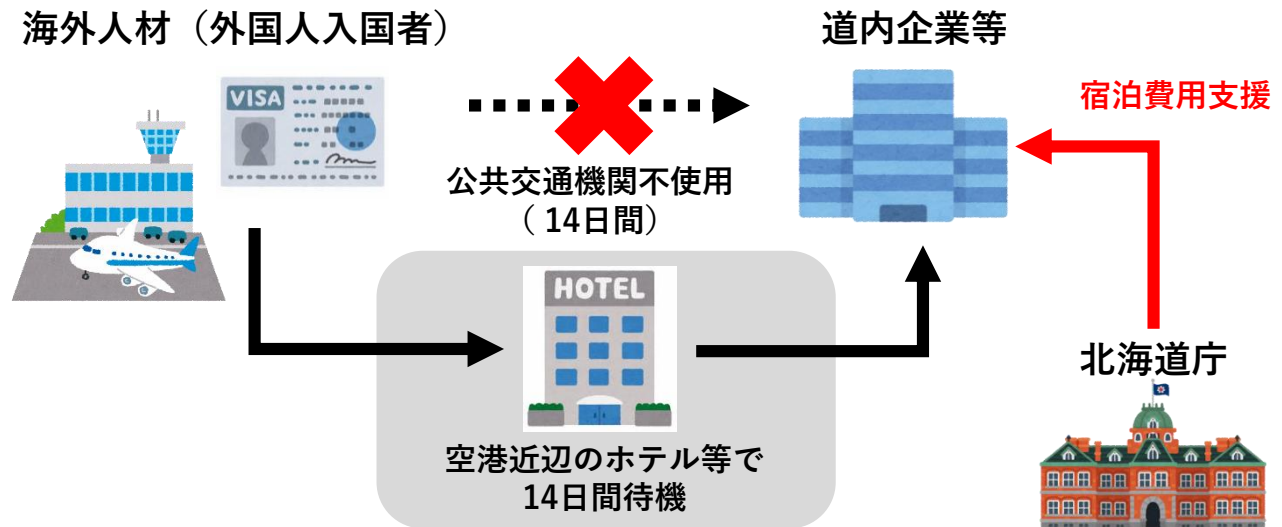 海外人材（外国人入国者）
道内企業等
VISA
宿泊費用支援
公共交通機関不使用
（ 14日間）
HOTEL
北海道庁
空港近辺のホテル等で
14日間待機